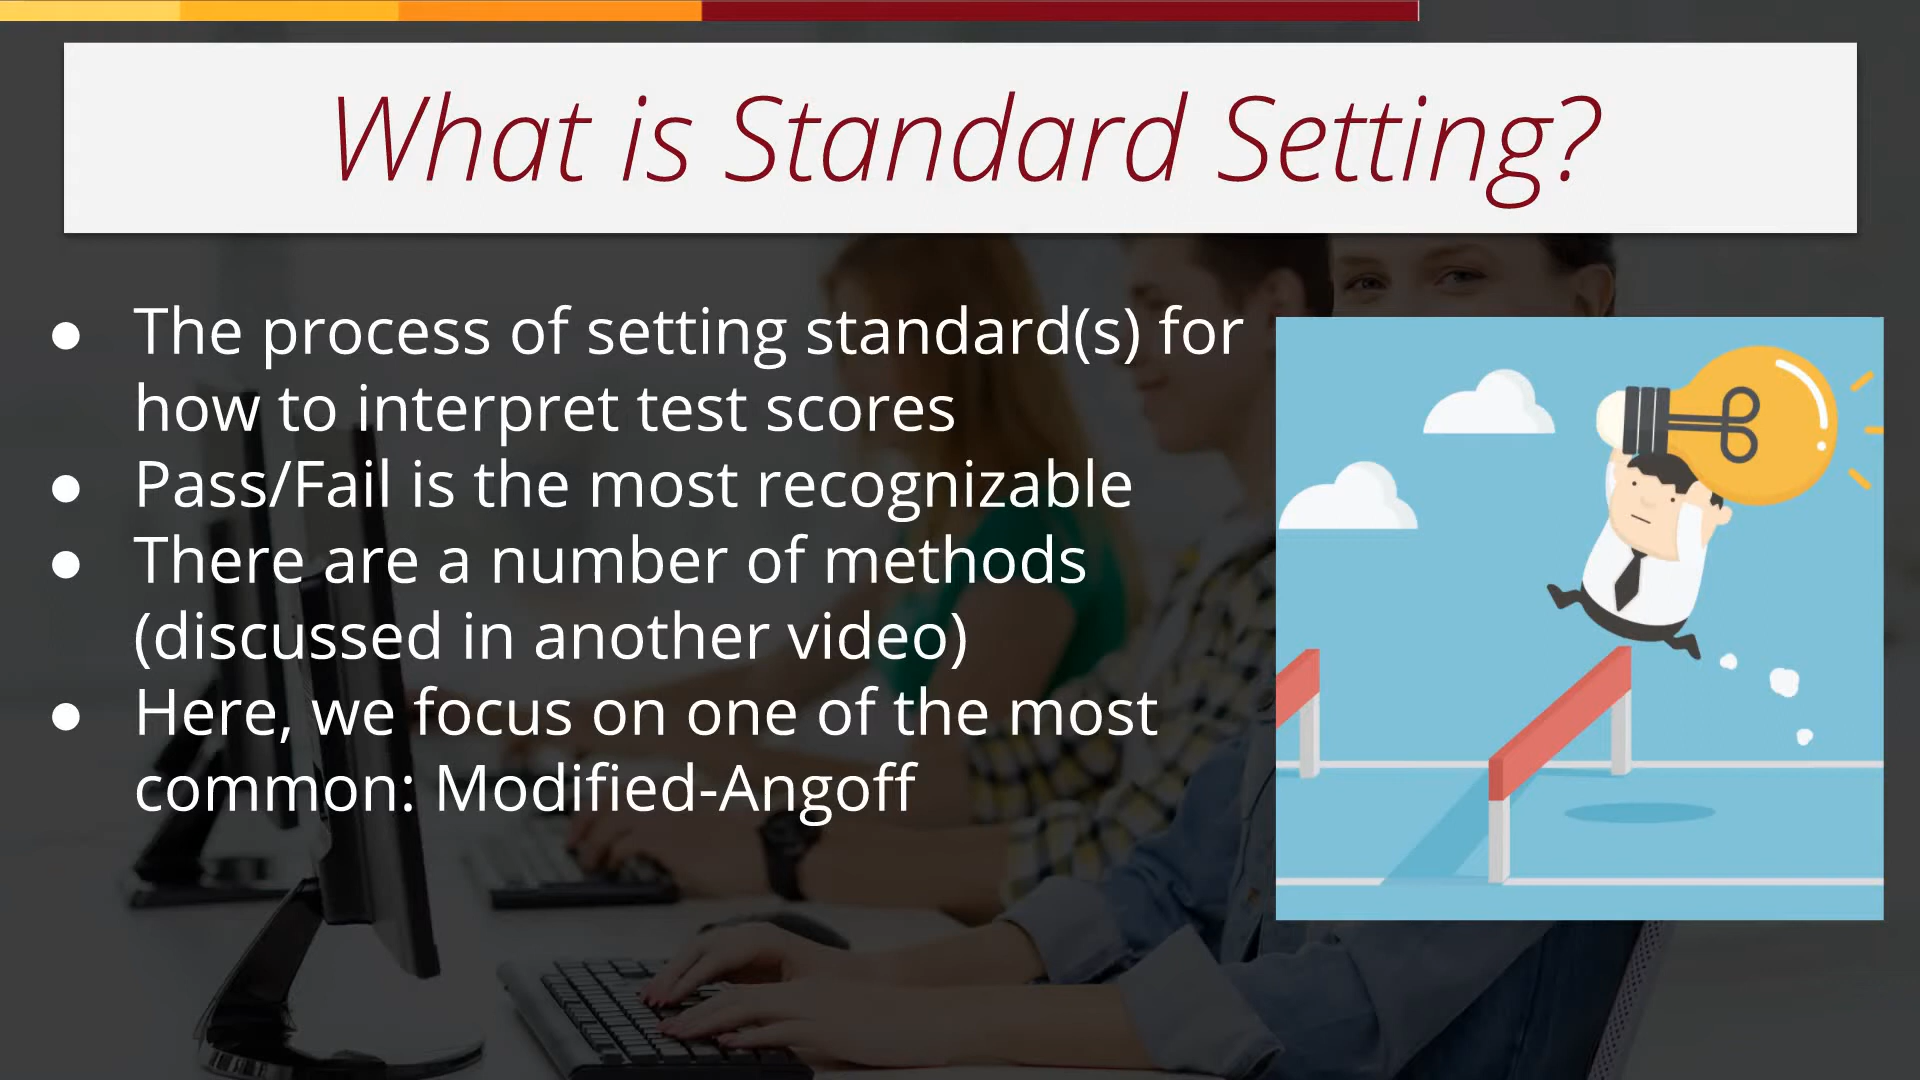 What is Standard Setting?
● The process of setting standard(s) for
how to interpret test scores
● Pass/Fail is the most recognizable
● There are a number of methods
(discussed in another video)
● Here, we focus on one of the most
common: Modified-Angoff